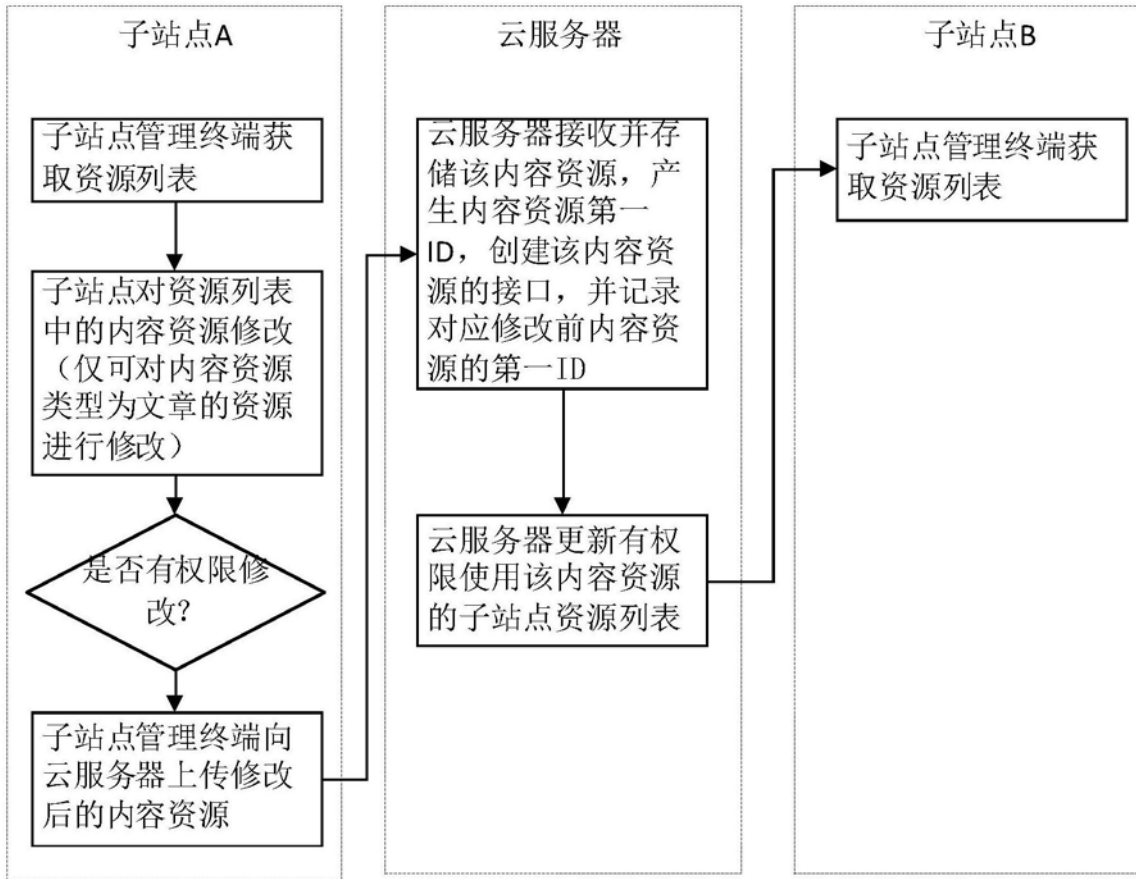 子站点A
子站点管理终端获
取资源列表
子站点对资源列表
中的内容资源修改
（仅可对内容资源
类型为文章的资源
进行修改）
是否有权限修
改？
子站点管理终端向
云服务器上传修改
后的内容资源
云服务器
云服务器接收并存
储该内容资源，产
生内容资源第一
ID，创建该内容资
源的接口，并记录
对应修改前内容资
源的第一ID
云服务器更新有权
限使用该内容资源
的子站点资源列表
子站点B
子站点管理终端获
取资源列表